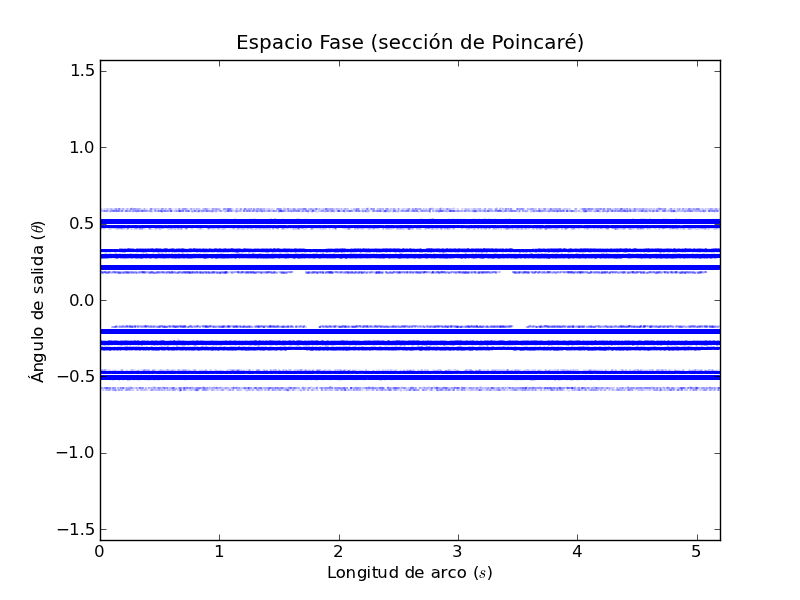 Espacio Fase (sección de Poincaré)
1.5
1.0
0.5
0.0
−0.5
−1.0
−1.5
Ángulo de salida (θ)
0 1 2 3 4 5
Longitud de arco (s)